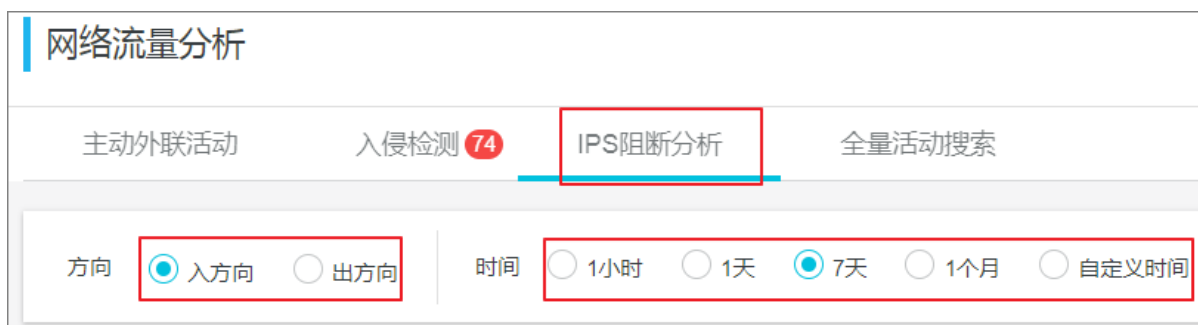 网络流量分析
主动外联活动 入侵检测 74 IPS阻断分析 全量活动搜索
方向 入方向 出方向 时间 1小时 1天 7天 1个月 自定义时间